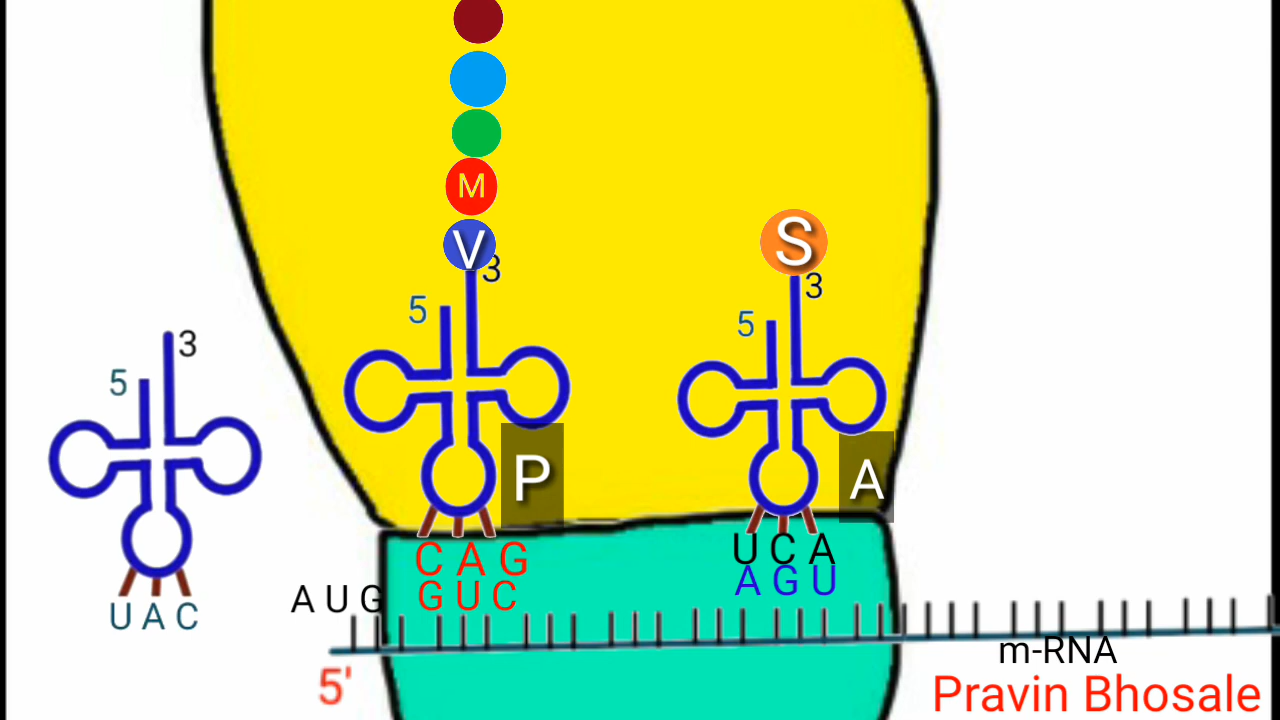 M
V
3
5
S
3
5
3
5
P
A
C A G
G U C
U C A
A G U
U A C
A U G
m-RNA
5'
Pravin Bhosale